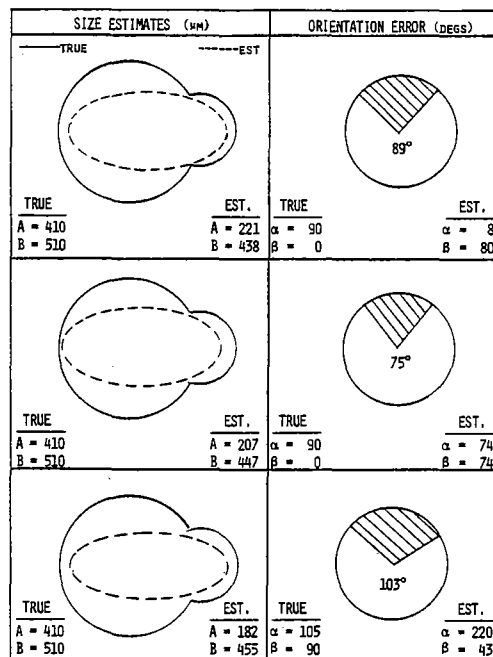 SIZE ESTIMATES (µM) ORIENTATION ERROR (DEGS)
TRUE EST
89°
TRUE EST. TRUE EST.
A = 410 A = 221 α = 90 α = 8
B = 510 B = 438 β = 0 β = 80
75°
TRUE EST. TRUE EST.
A = 410 A = 207 α = 90 α = 74
B = 510 B = 447 β = 0 β = 74
103°
TRUE EST. TRUE EST.
A = 410 A = 182 α = 105 α = 220
B = 510 B = 455 β = 90 β = 43